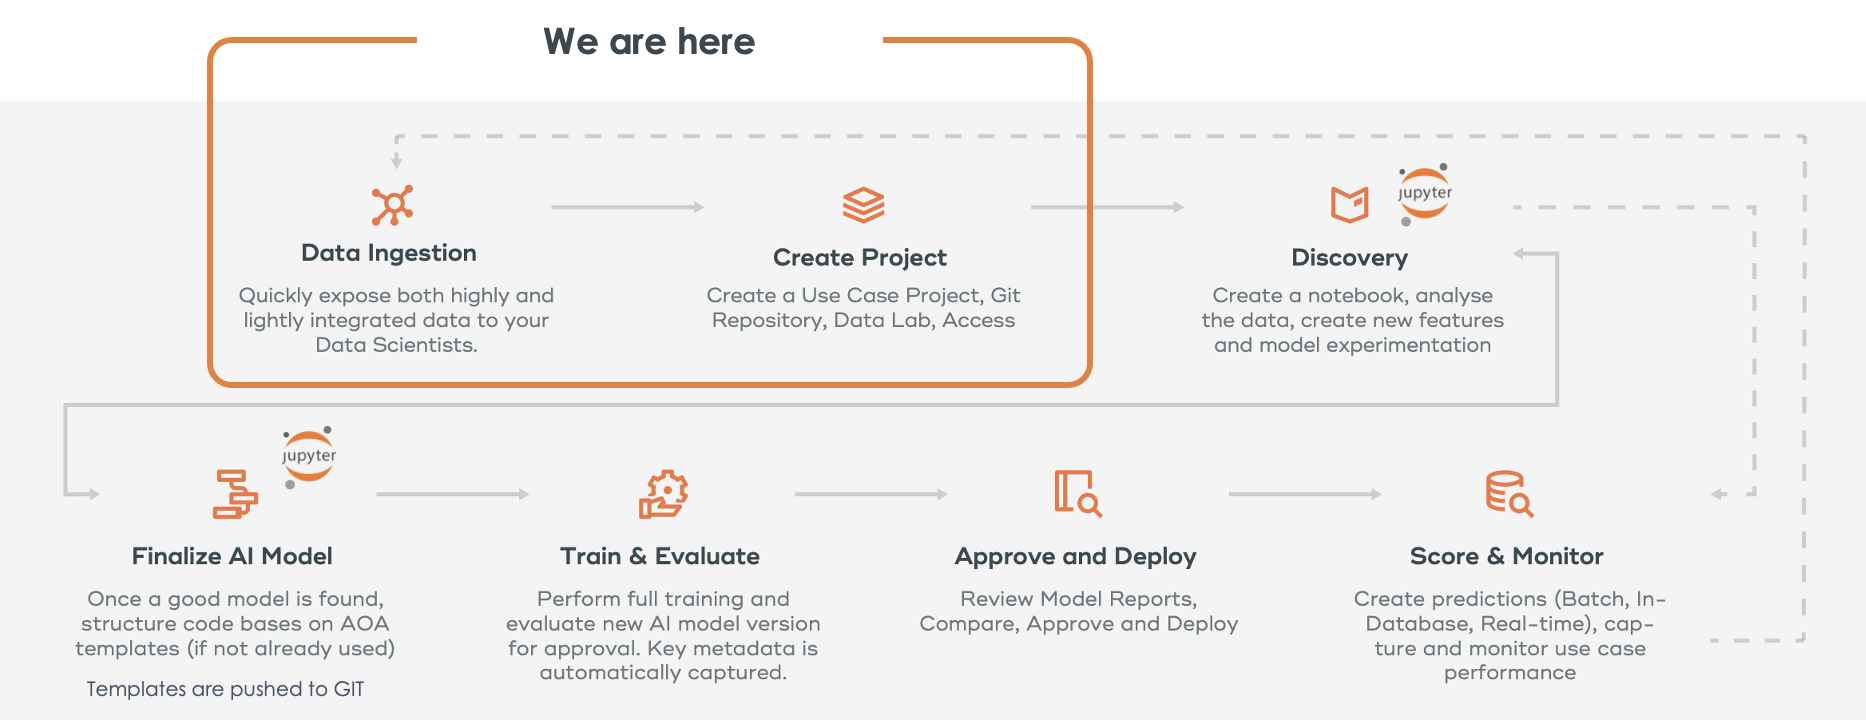 We are here
Data Ingestion
Quickly expose both highly and
lightly integrated data to your
Data Scientists.
Create Project
Create a Use Case Project, Git
Repository, Data Lab, Access
jupyter
Discovery
Create a notebook, analyse
the data, create new features
and model experimentation
jupyter
Finalize AI Model
Once a good model is found,
structure code bases on AOA
templates (if not already used)
Templates are pushed to GIT
Train & Evaluate
Perform full training and
evaluate new AI model version
for approval. Key metadata is
automatically captured.
Approve and Deploy
Review Model Reports,
Compare, Approve and Deploy
Score & Monitor
Create predictions (Batch, In-
Database, Real-time), cap-
ture and monitor use case
performance